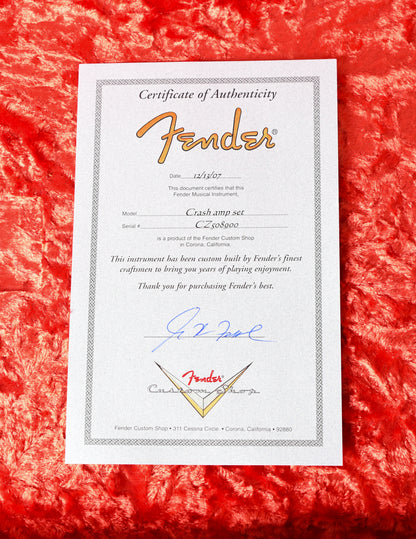 Certificate of Authenticity
Fender®
Date 12/13/07
This document certifies that this
Fender Musical Instrument,
Model Crash amp set
Serial # CZ508900
is a product of the Fender Custom Shop
in Corona, California.
This instrument has been custom built by Fender's finest
craftsmen to bring you years of playing enjoyment.
Thank you for purchasing Fender's best.
Fender
Custom Shop
Fender Custom Shop • 311 Cessna Circle • Corona, California • 92880